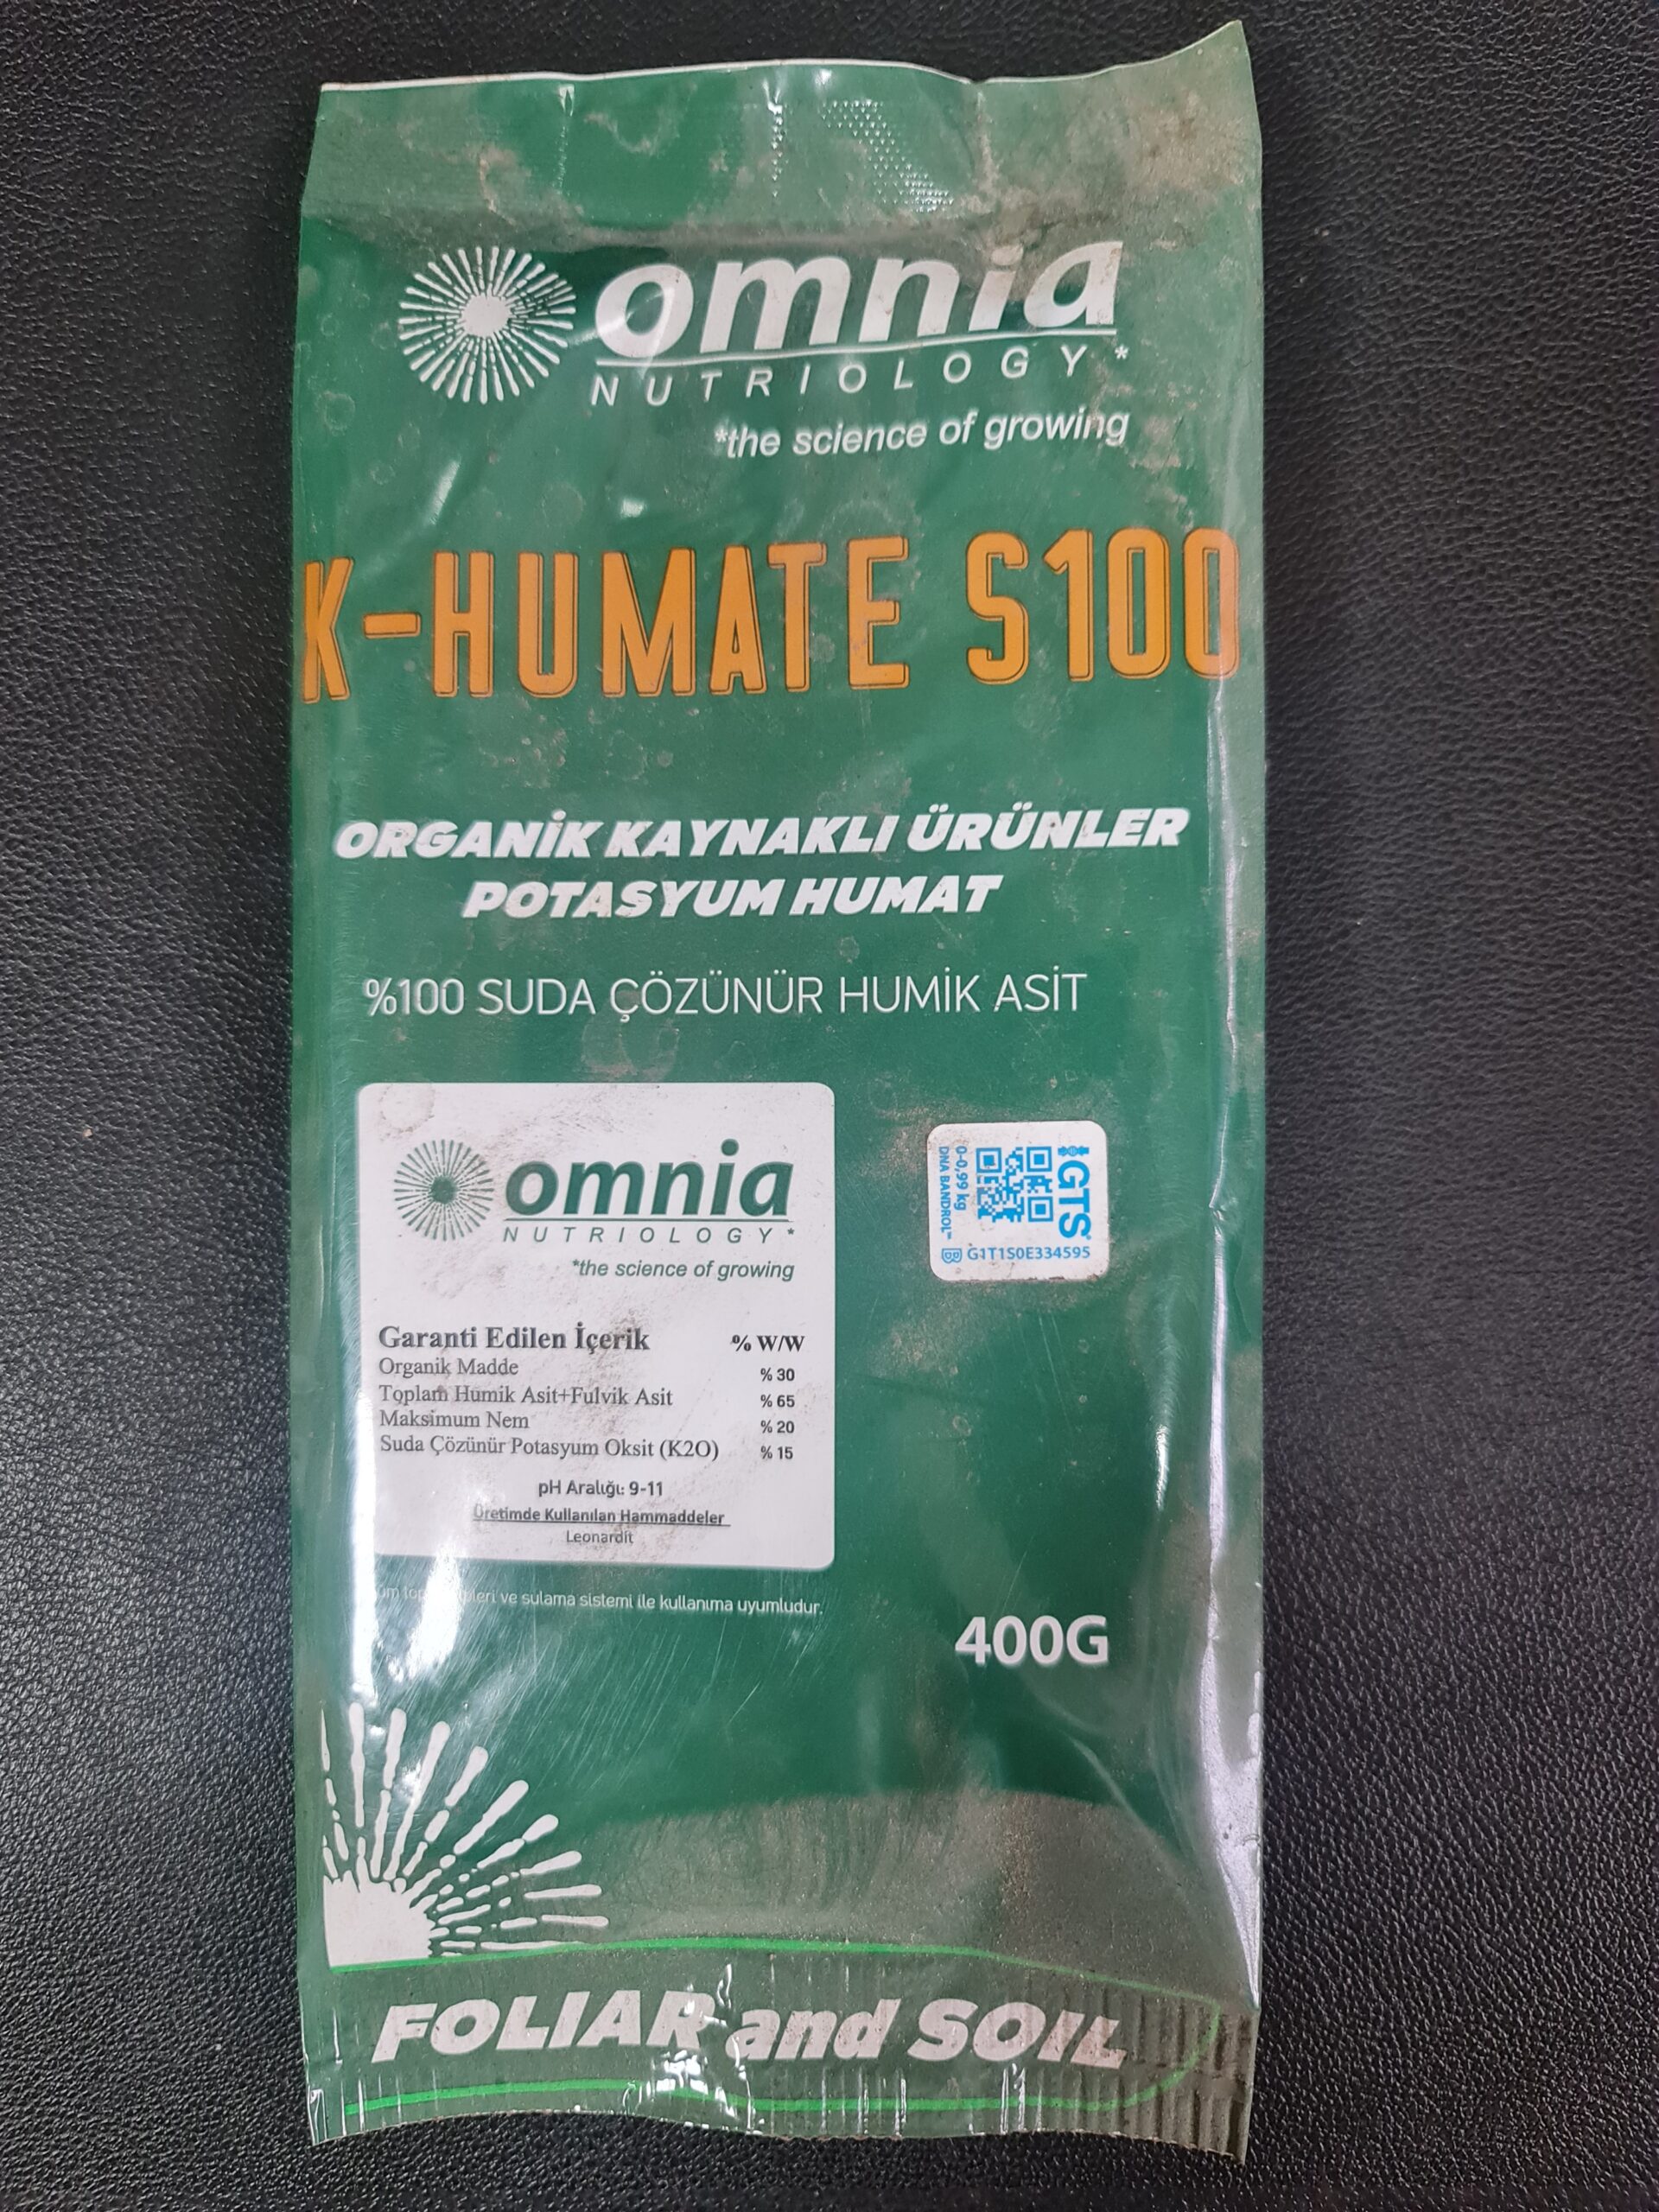 omnia
NUTRIOLOGY*
*the science of growing
K-HUMATE S100
ORGANİK KAYNAKLI ÜRÜNLER
POTASYUM HUMAT
%100 SUDA ÇÖZÜNÜR HUMİK ASİT
omnia
NUTRIOLOGY*
*the science of growing
Garanti Edilen İçerik % W/W
Organik Madde % 30
Toplam Humik Asit+Fulvik Asit % 65
Maksimum Nem % 20
Suda Çözünür Potasyum Oksit (K2O) % 15
pH Aralığı: 9-11
Üretimde Kullanılan Hammaddeler
Leonardit
ve sulama sistemi ile kullanıma uyumludur.
GTS
0-0,99 kg
DNA BANDROL™
G1T1S0E334595
400G
FOLIAR and SOIL